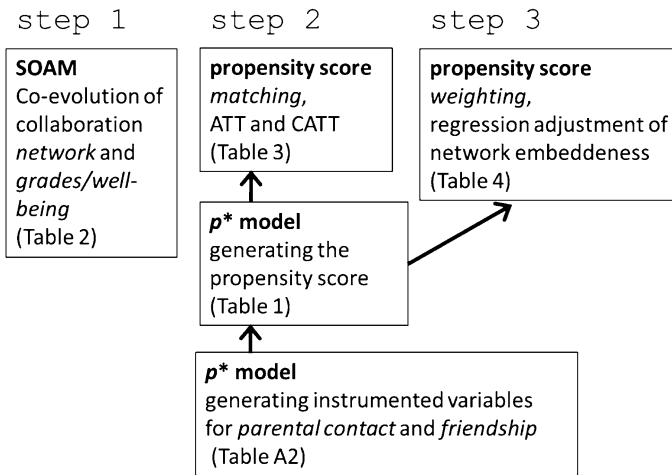 step 1
step 2
step 3
SOAM
Co-evolution of
collaboration
network and
grades/well-
being
(Table 2)
propensity score
matching,
ATT and CATT
(Table 3)
propensity score
weighting,
regression adjustment of
network embeddeness
(Table 4)
p* model
generating the
propensity score
(Table 1)
p* model
generating instrumented variables
for parental contact and friendship
(Table A2)